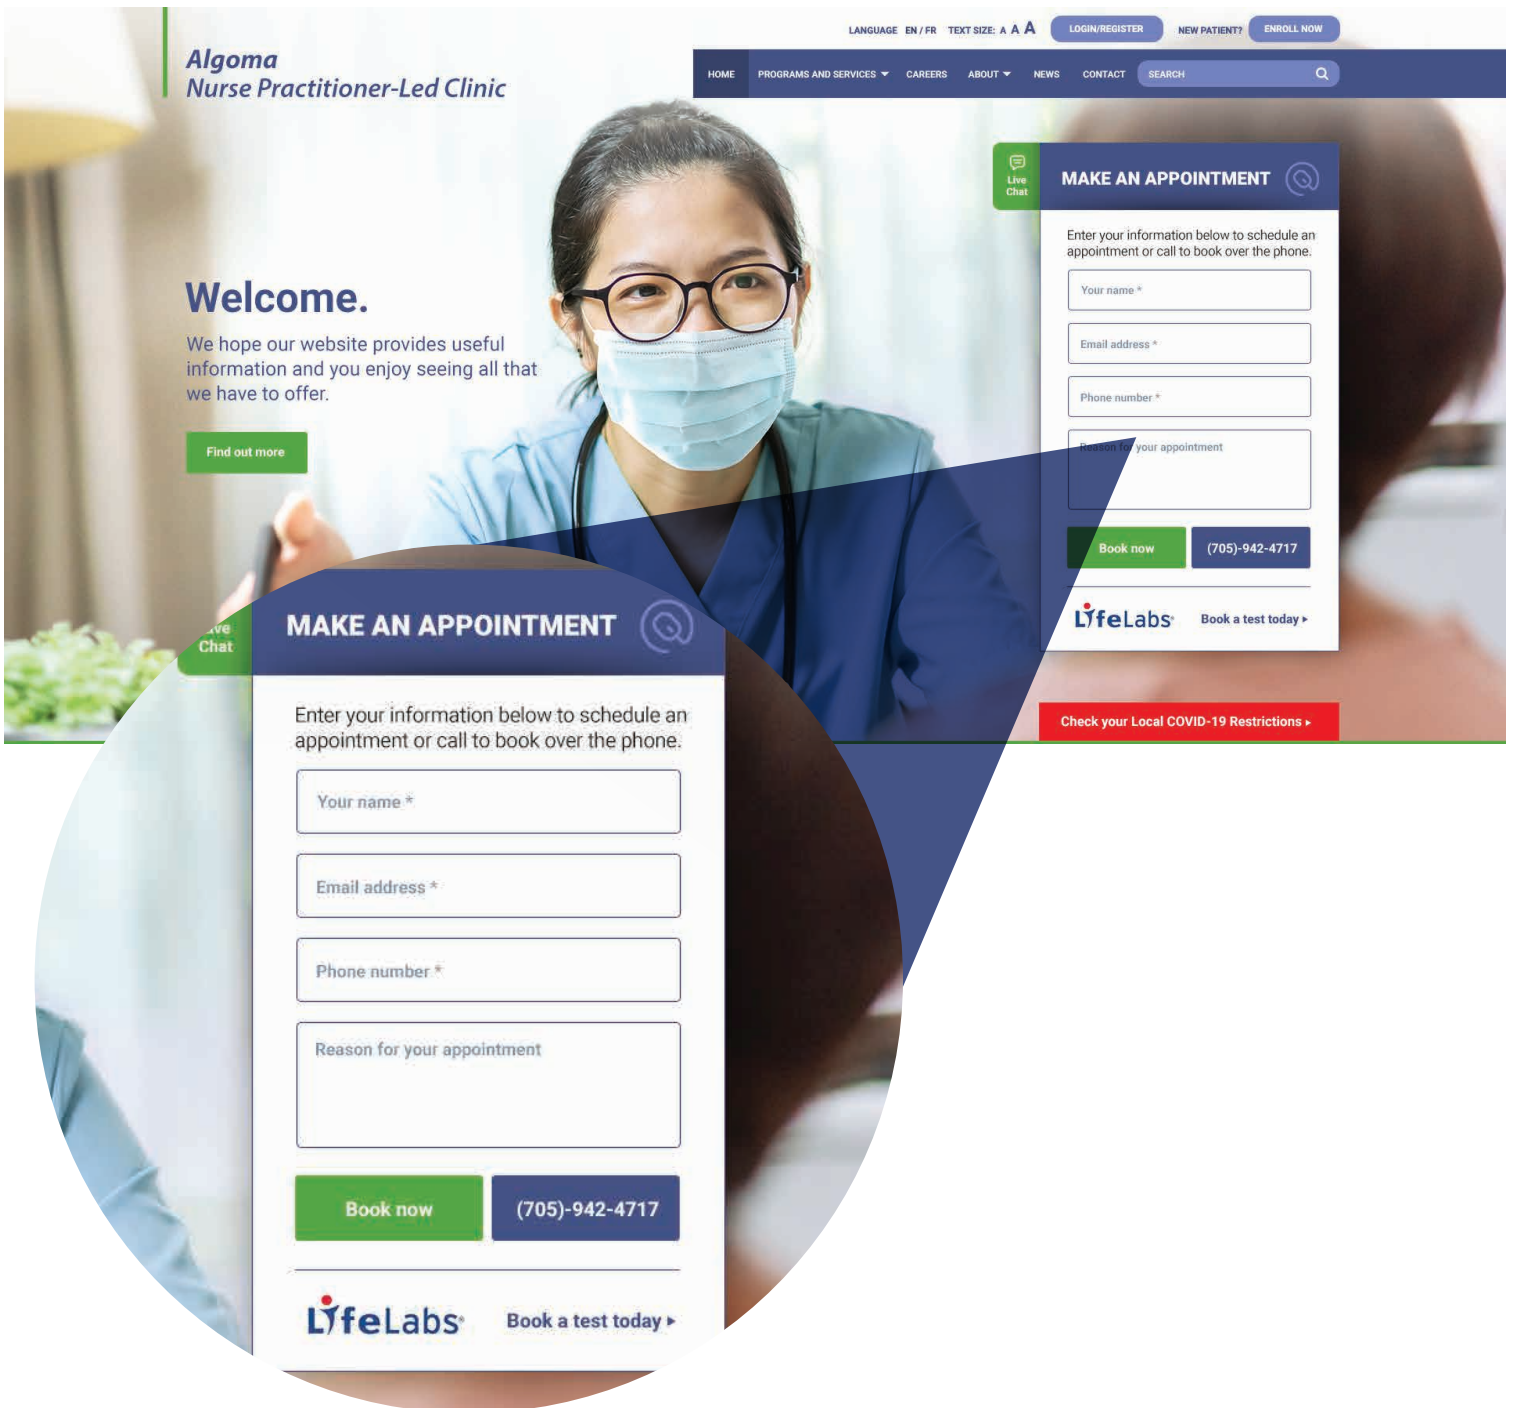 Algoma
Nurse Practitioner-Led Clinic
LANGUAGE EN / FR TEXT SIZE: A A A LOGIN/REGISTER NEW PATIENT? ENROLL NOW
HOME PROGRAMS AND SERVICES CAREERS ABOUT NEWS CONTACT SEARCH
Welcome.
We hope our website provides useful
information and you enjoy seeing all that
we have to offer.
Find out more
Live
Chat
MAKE AN APPOINTMENT
Enter your information below to schedule an
appointment or call to book over the phone.
Your name *
Email address *
Phone number *
Reason for your appointment
Book now (705)-942-4717
LifeLabs® Book a test today
Check your Local COVID-19 Restrictions
Chat
MAKE AN APPOINTMENT
Enter your information below to schedule an
appointment or call to book over the phone.
Your name *
Email address *
Phone number *
Reason for your appointment
Book now (705)-942-4717
LifeLabs® Book a test today